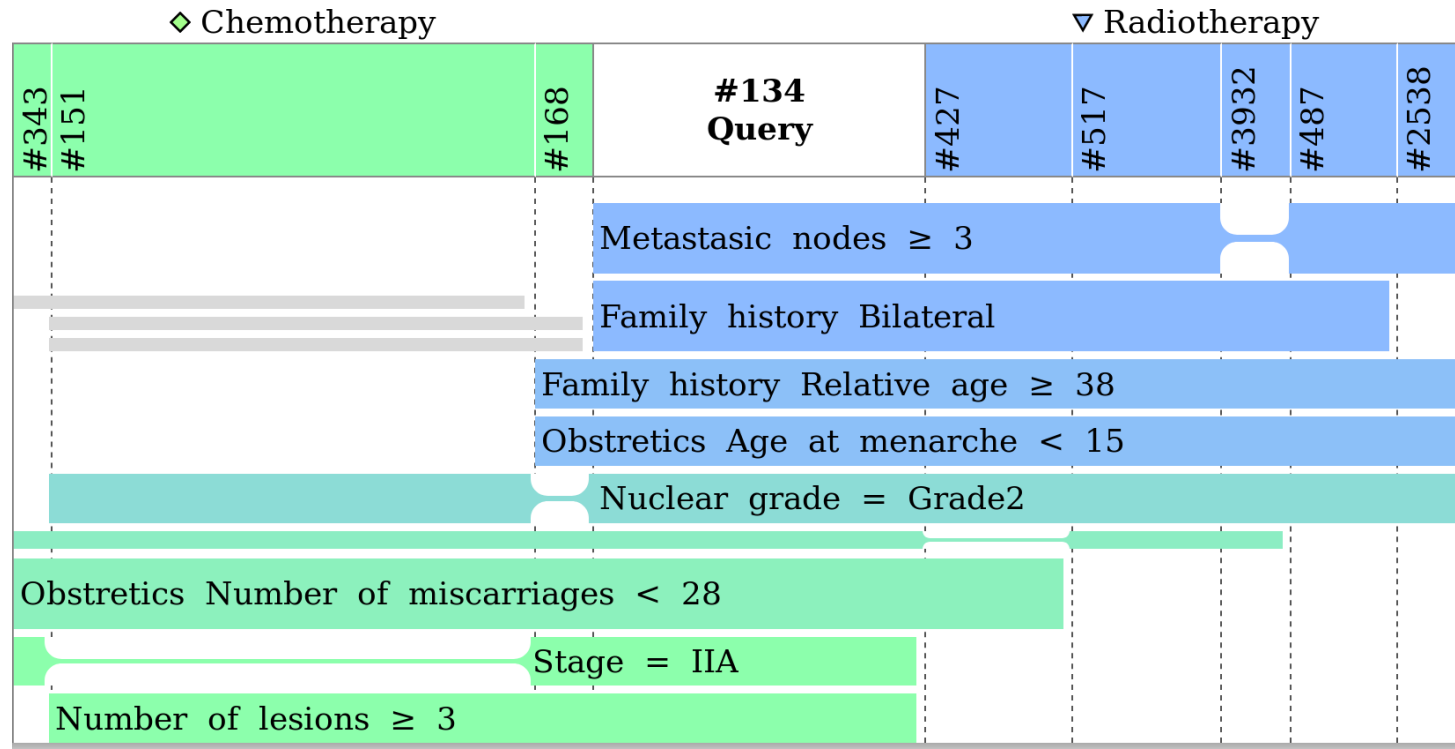 Chemotherapy
Radiotherapy
#343
#151
#168
#134
Query
#427
#517
#3932
#487
#2538
Metastasic nodes ≥ 3
Family history Bilateral
Family history Relative age ≥ 38
Obstretics Age at menarche < 15
Nuclear grade = Grade2
Obstretics Number of miscarriages < 28
Stage = IIA
Number of lesions ≥ 3